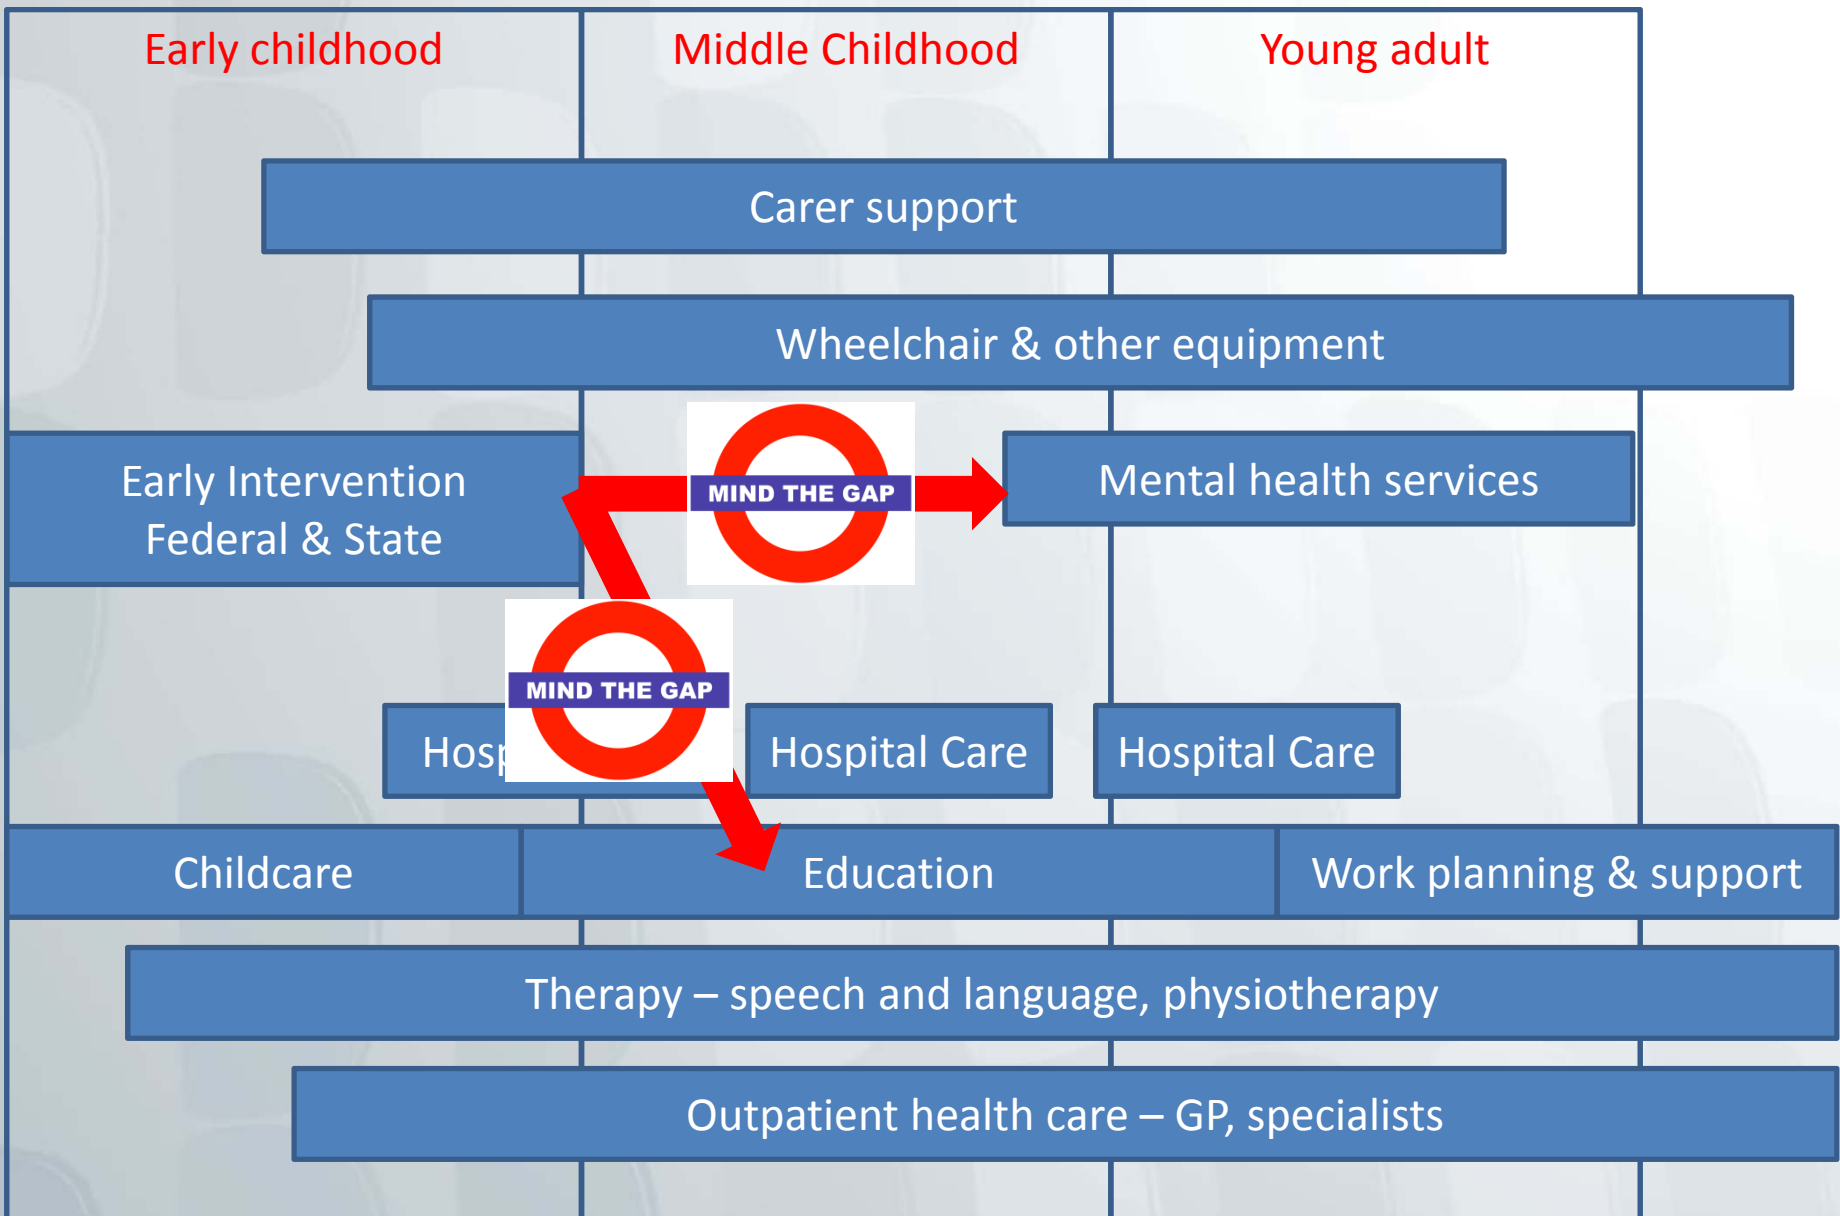 Early childhood
Middle Childhood
Young adult
Carer support
Wheelchair & other equipment
Early Intervention
Federal & State
MIND THE GAP
Mental health services
MIND THE GAP
Hospital Care
Hospital Care
Childcare
Education
Work planning & support
Therapy – speech and language, physiotherapy
Outpatient health care – GP, specialists